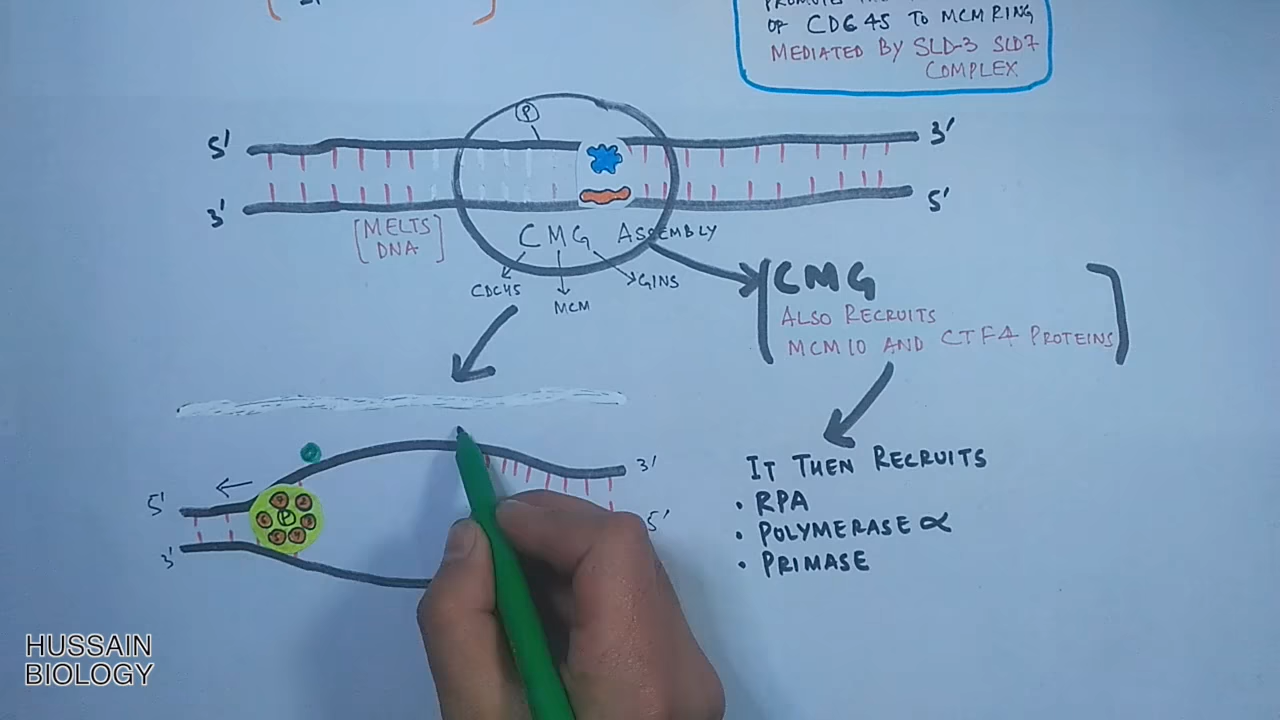 OF CDC45 TO MCM RING
MEDIATED BY SLD-3 SLD7
COMPLEX
P
5' 3'
3' 5'
[MELTS
DNA]
CMG ASSEMBLY
CDC45
MCM
GINS
CMG
ALSO RECRUITS
MCM10 AND CTF4 PROTEINS
IT THEN RECRUITS
• RPA
• POLYMERASE α
• PRIMASE
5' 3'
3' 5'
P
HUSSAIN
BIOLOGY